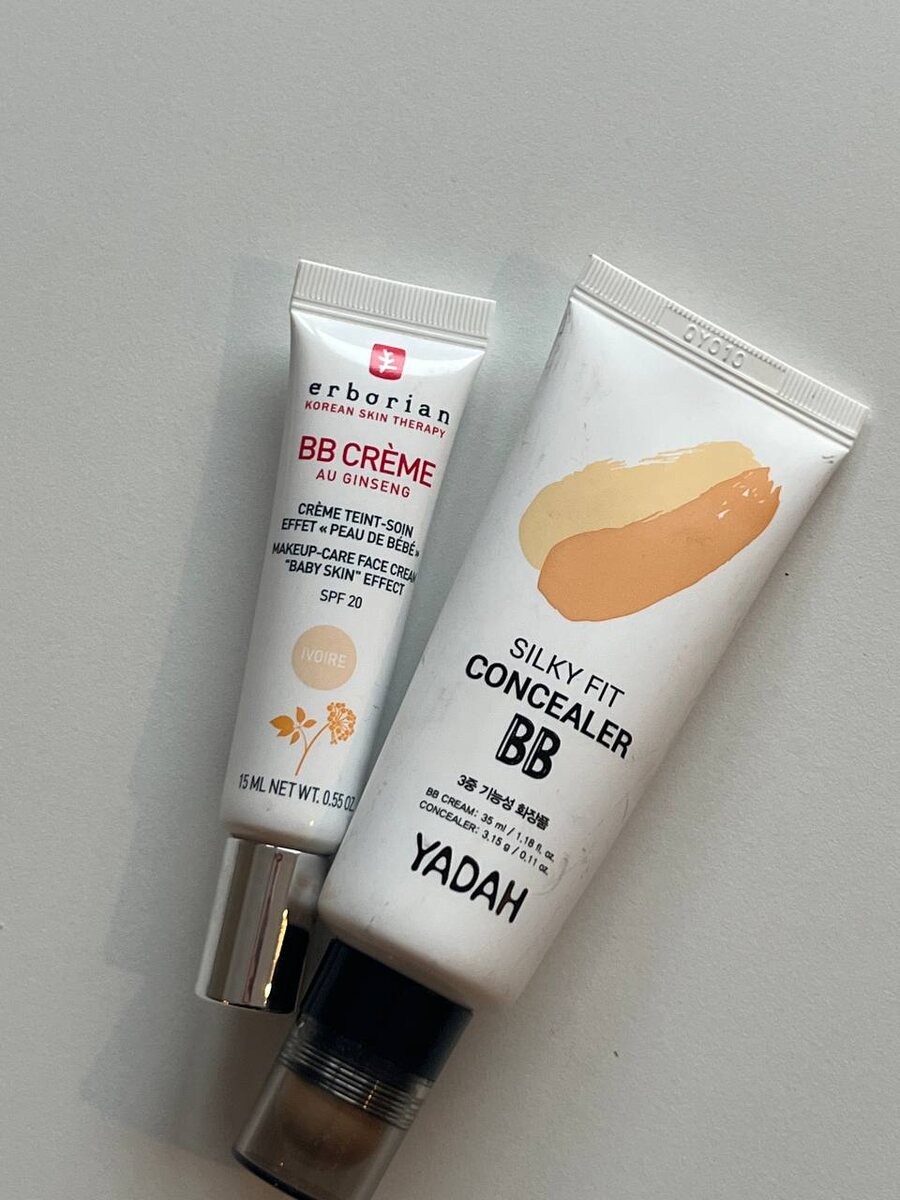 erborian
KOREAN SKIN THERAPY
BB CRÈME
AU GINSENG
CRÈME TEINT-SOIN
EFFET « PEAU DE BÉBÉ »
MAKEUP-CARE FACE CREAM
"BABY SKIN" EFFECT
SPF 20
IVOIRE
15 ML NET WT. 0.55 OZ.
0Y010
SILKY FIT
CONCEALER
BB
3중 기능성 화장품
BB CREAM: 35 ml / 1.18 fl. oz.
CONCEALER: 3.15 g / 0.11 oz.
YADAH